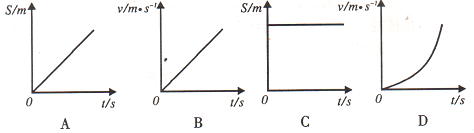 S/m v/m·s⁻¹ S/m v/m·s⁻¹
0 t/s 0 t/s 0 t/s 0 t/s
A B C D